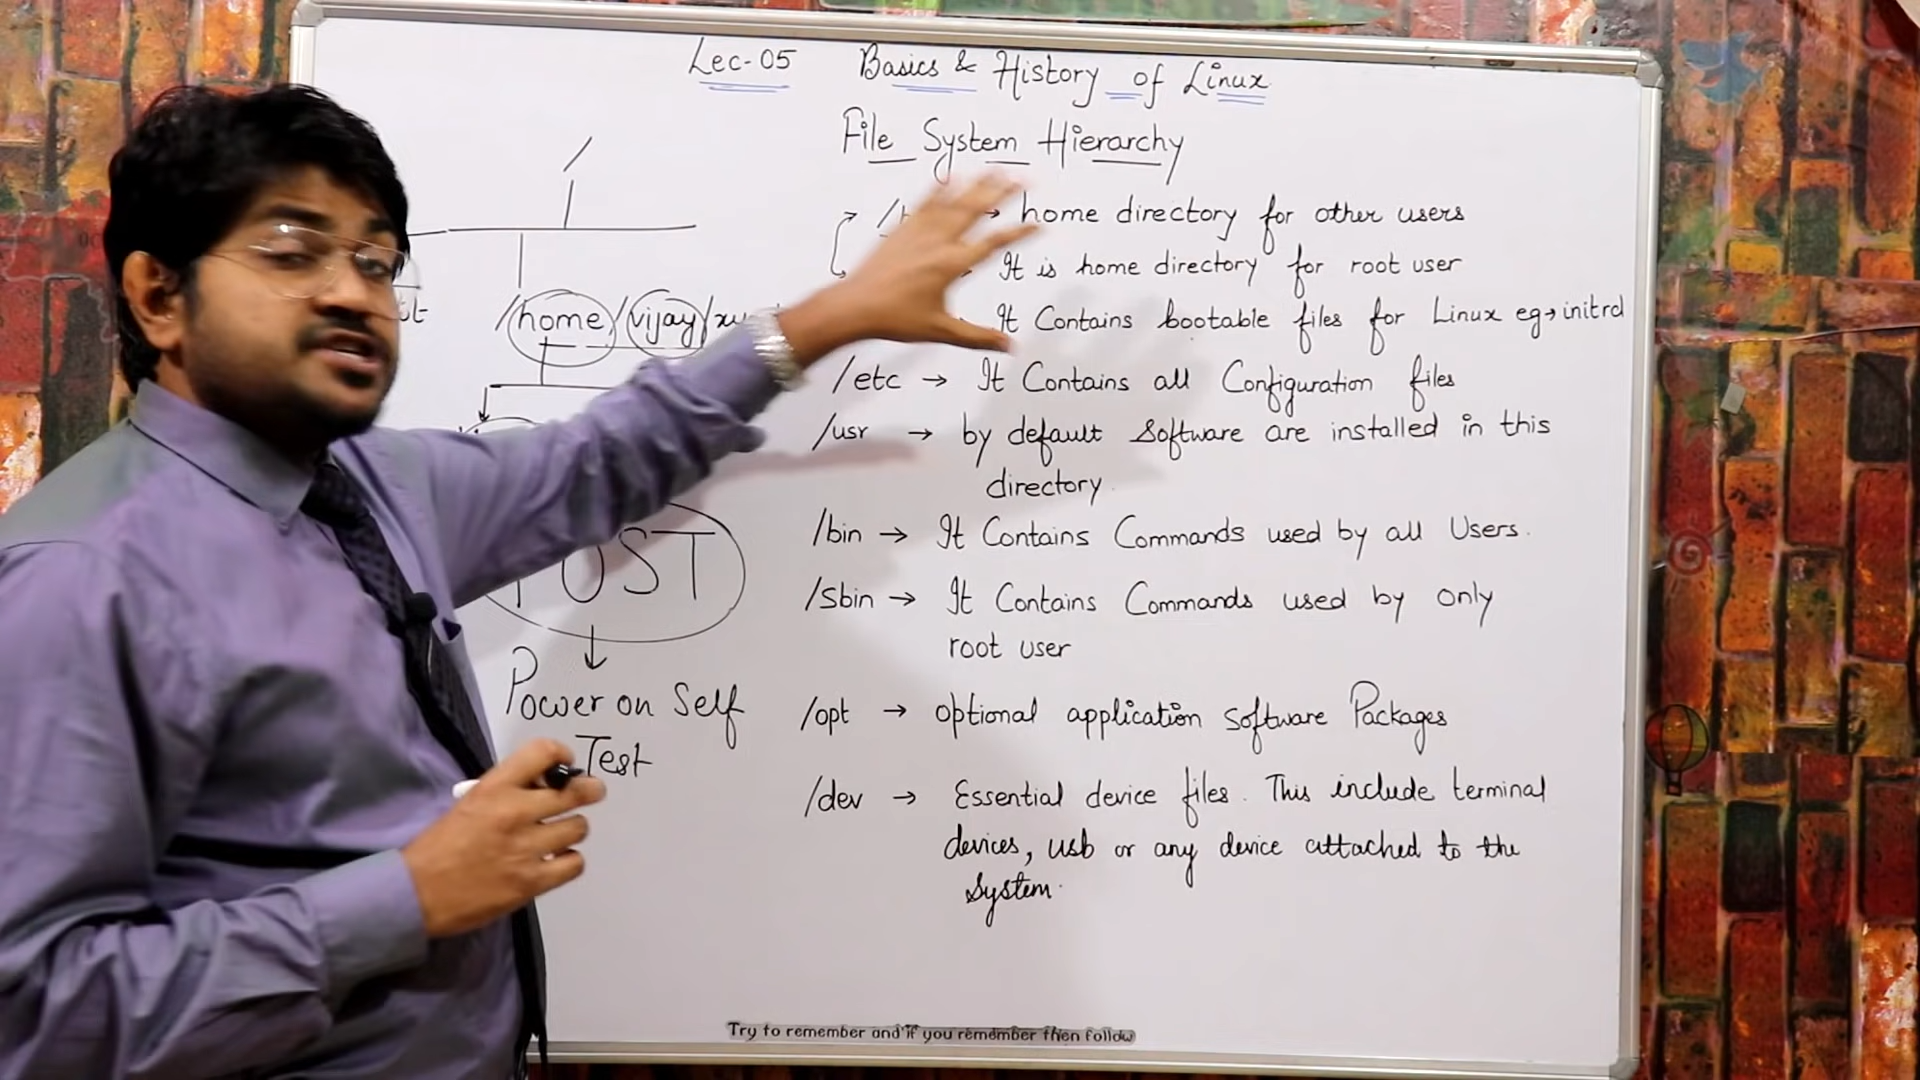 Lec-05 Basics & History of Linux
File System Hierarchy
/
/home/vijay/
→ home directory for other users
It is home directory for root user
It Contains bootable files for Linux eg→initrd
/etc → It Contains all Configuration files
/usr → by default Software are installed in this
directory
/bin → It Contains Commands used by all Users.
/sbin → It Contains Commands used by only
root user
/opt → optional application Software Packages
/dev → Essential device files. This include terminal
devices, usb or any device attached to the
System.
POST
Power on Self
Test
Try to remember and if you remember then follow